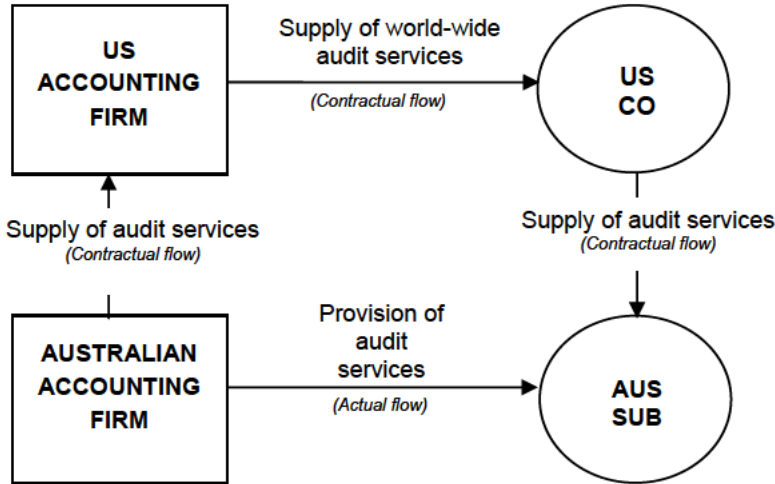 US
ACCOUNTING
FIRM
Supply of world-wide
audit services
(Contractual flow)
US
CO
Supply of audit services
(Contractual flow)
Supply of audit services
(Contractual flow)
AUSTRALIAN
ACCOUNTING
FIRM
Provision of
audit
services
(Actual flow)
AUS
SUB